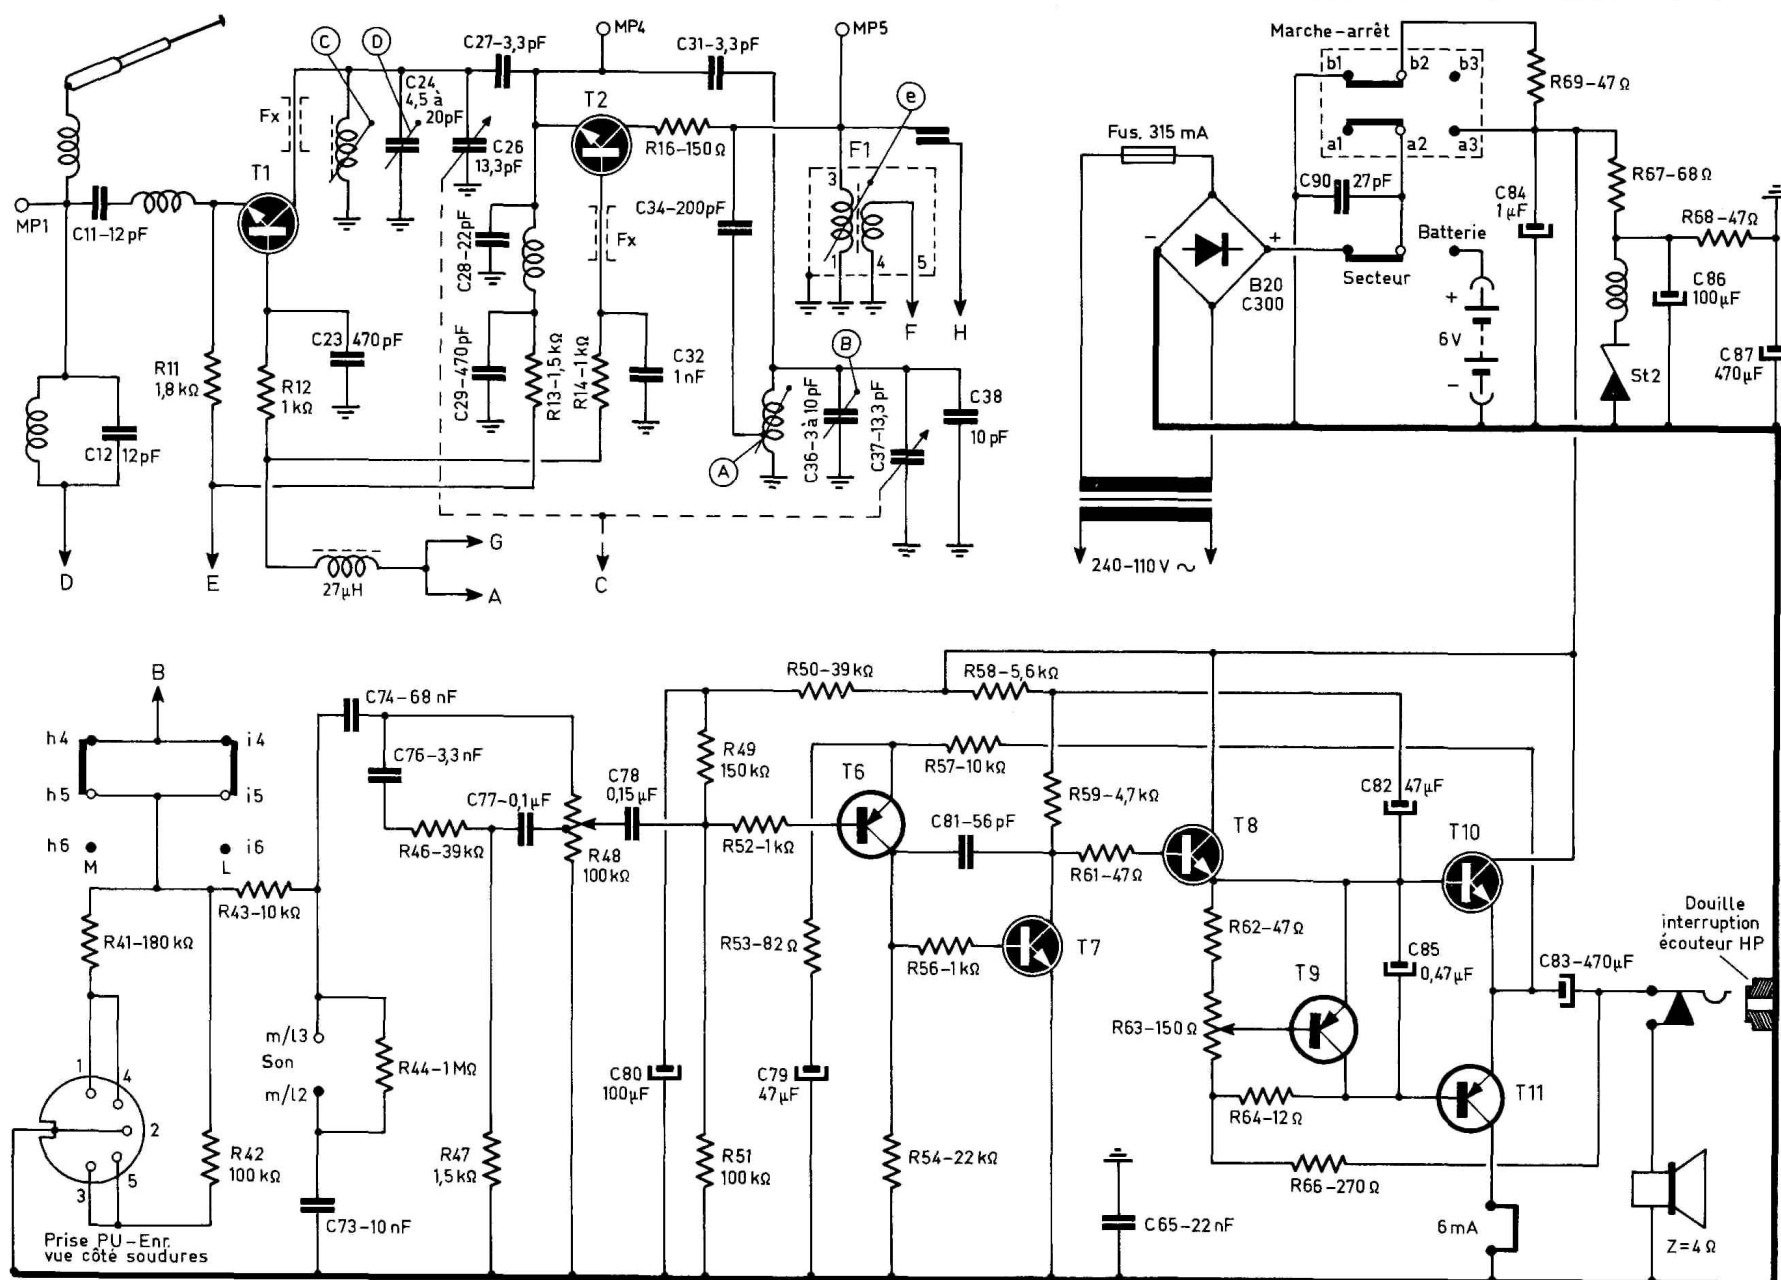 C
D
C27–3,3pF
MP4
C31–3,3pF
MP5
Marche–arrêt
b1
b2
b3
R69–47Ω
C24
4,5 à
20pF
Fx
T2
e
T1
C26
13,3pF
R16–150Ω
F1
Fus. 315 mA
a1
a2
a3
3
C90
27pF
R67–68Ω
MP1
C11–12pF
C34–200pF
C84
1µF
R68–47Ω
C28–22pF
Fx
1
4
5
–
+
Batterie
Secteur
B20
C300
C86
100µF
F
H
+
6V
–
C23
470pF
C29–470pF
R13–1,5kΩ
R14–1kΩ
C32
1nF
B
R11
1,8kΩ
R12
1kΩ
C36–3 à 10pF
C37–13,3pF
C38
10pF
St2
C87
470µF
C12
12pF
A
G
A
27µH
D
E
C
240–110V ~
B
R50–39kΩ
R58–5,6kΩ
C74–68nF
h4
i4
C76–3,3nF
R49
150kΩ
R57–10kΩ
C78
0,15µF
T6
h5
i5
C77–0,1µF
R59–4,7kΩ
C82
47µF
C81–56pF
T8
T10
h6
i6
M
L
R46–39kΩ
R48
100kΩ
R52–1kΩ
R61–47Ω
R43–10kΩ
Douille
interruption
écouteur HP
R41–180kΩ
R53–82Ω
R56–1kΩ
T7
R62–47Ω
C85
0,47µF
C83–470µF
T9
R63–150Ω
m/l3
Son
m/l2
R44–1MΩ
C80
100µF
C79
47µF
1
4
2
3
5
R64–12Ω
T11
R42
100kΩ
R47
1,5kΩ
R51
100kΩ
R54–22kΩ
R66–270Ω
C73–10nF
C65–22nF
6mA
Z=4Ω
Prise PU–Enr.
vue côté soudures